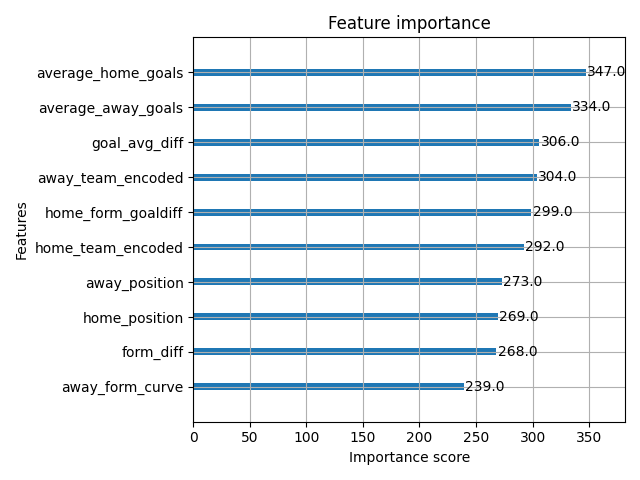 Feature importance
Features
average_home_goals 347.0
average_away_goals 334.0
goal_avg_diff 306.0
away_team_encoded 304.0
home_form_goaldiff 299.0
home_team_encoded 292.0
away_position 273.0
home_position 269.0
form_diff 268.0
away_form_curve 239.0
0 50 100 150 200 250 300 350
Importance score